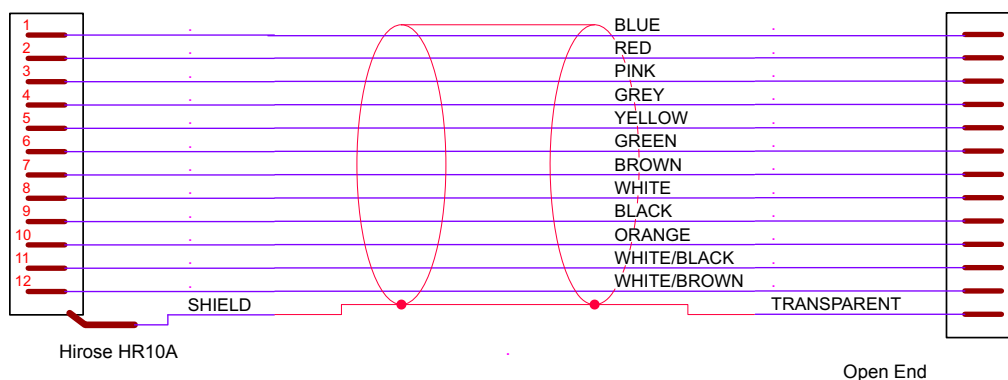 1 BLUE
2 RED
3 PINK
4 GREY
5 YELLOW
6 GREEN
7 BROWN
8 WHITE
9 BLACK
10 ORANGE
11 WHITE/BLACK
12 WHITE/BROWN
SHIELD TRANSPARENT
Hirose HR10A
Open End